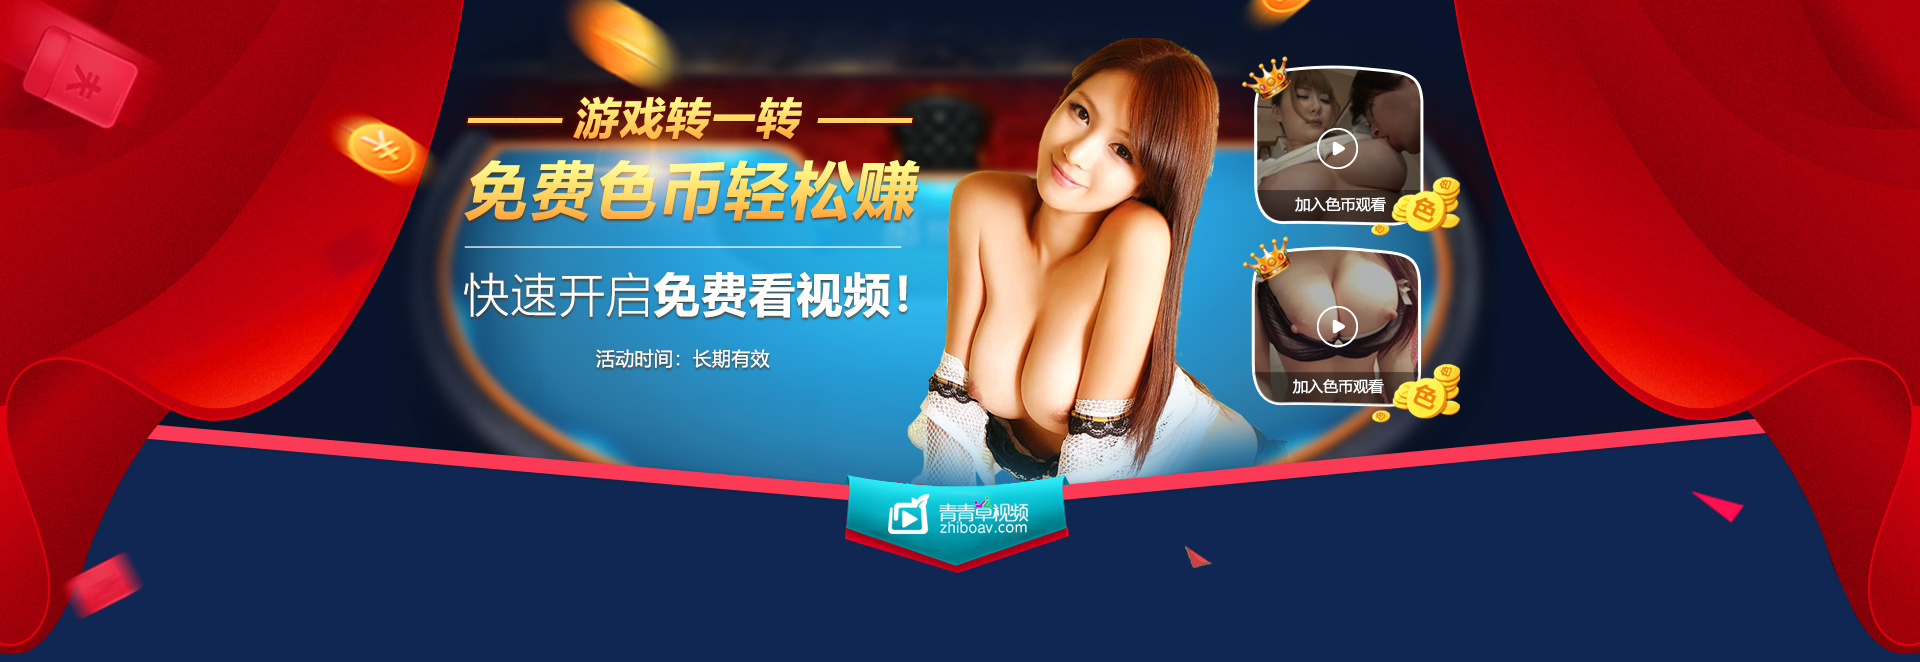 游戏转一转
免费色币轻松赚
快速开启免费看视频!
活动时间:长期有效
加入色币观看
色
加入色币观看
色
青青草视频
zhiboav.com